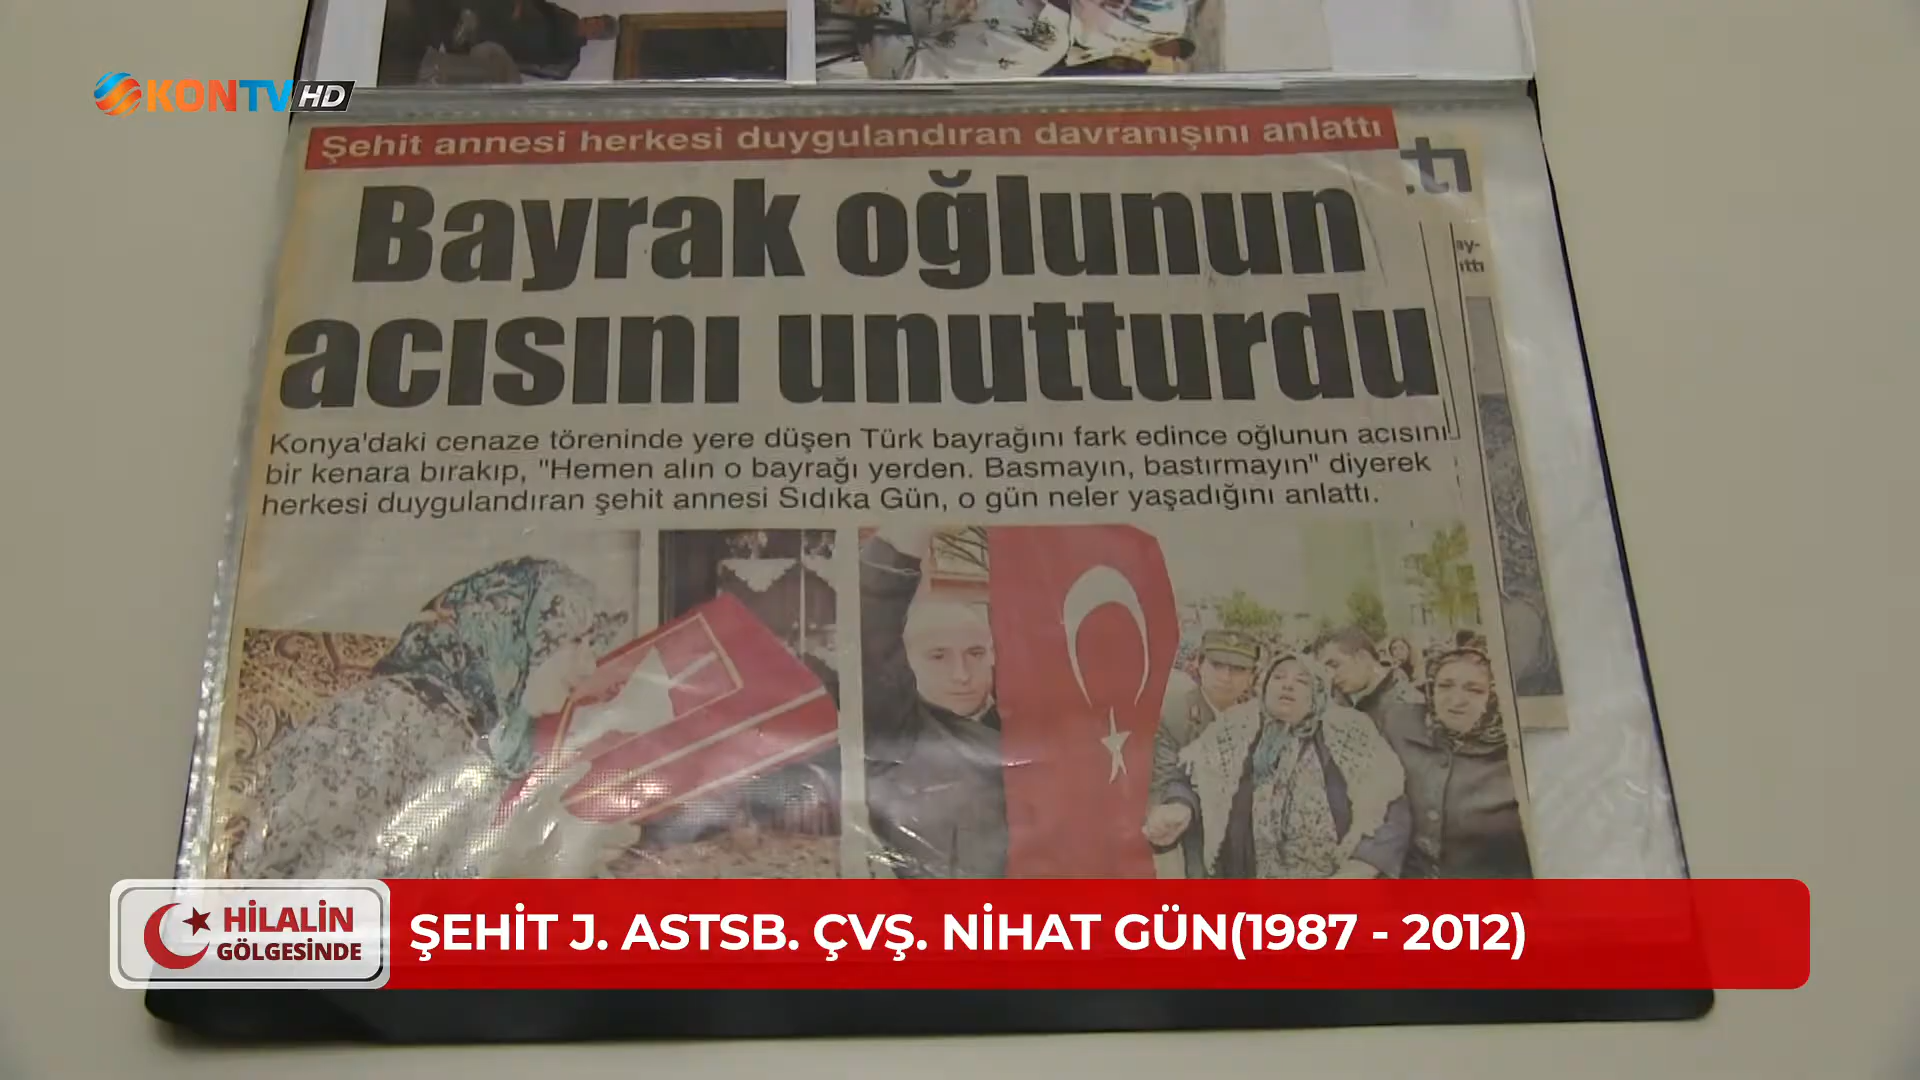 KONTV HD
Şehit annesi herkesi duygulandıran davranışını anlattı
Bayrak oğlunun
acısını unutturdu
Konya'daki cenaze töreninde yere düşen Türk bayrağını fark edince oğlunun acısını
bir kenara bırakıp, "Hemen alın o bayrağı yerden. Basmayın, bastırmayın" diyerek
herkesi duygulandıran şehit annesi Sıdıka Gün, o gün neler yaşadığını anlattı.
HİLALİN
GÖLGESİNDE
ŞEHİT J. ASTSB. ÇVŞ. NİHAT GÜN(1987 - 2012)